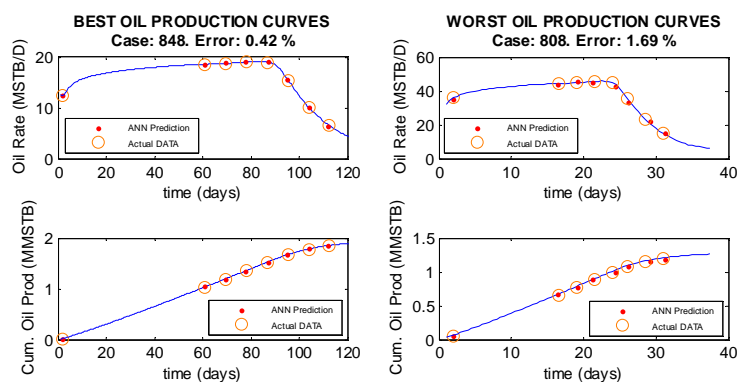 BEST OIL PRODUCTION CURVES
Case: 848. Error: 0.42 %
Oil Rate (MSTB/D)
20
10
0
ANN Prediction
Actual DATA
0 20 40 60 80 100 120
time (days)
WORST OIL PRODUCTION CURVES
Case: 808. Error: 1.69 %
Oil Rate (MSTB/D)
60
40
20
0
ANN Prediction
Actual DATA
0 10 20 30 40
time (days)
Cum. Oil Prod (MMSTB)
2
1
0
ANN Prediction
Actual DATA
0 20 40 60 80 100 120
time (days)
Cum. Oil Prod (MMSTB)
1.5
1
0.5
0
ANN Prediction
Actual DATA
0 10 20 30 40
time (days)